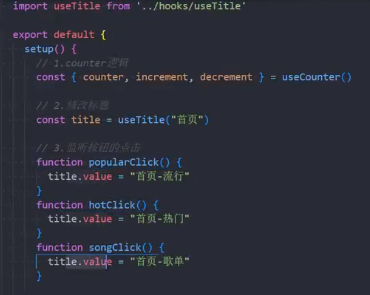 import useTitle from '../hooks/useTitle'
export default {
setup() {
// 1.counter逻辑
const { counter, increment, decrement } = useCounter()
// 2.修改标题
const title = useTitle("首页")
// 3.监听按钮的点击
function popularClick() {
title.value = "首页-流行"
}
function hotClick() {
title.value = "首页-热门"
}
function songClick() {
title.value = "首页-歌单"
}